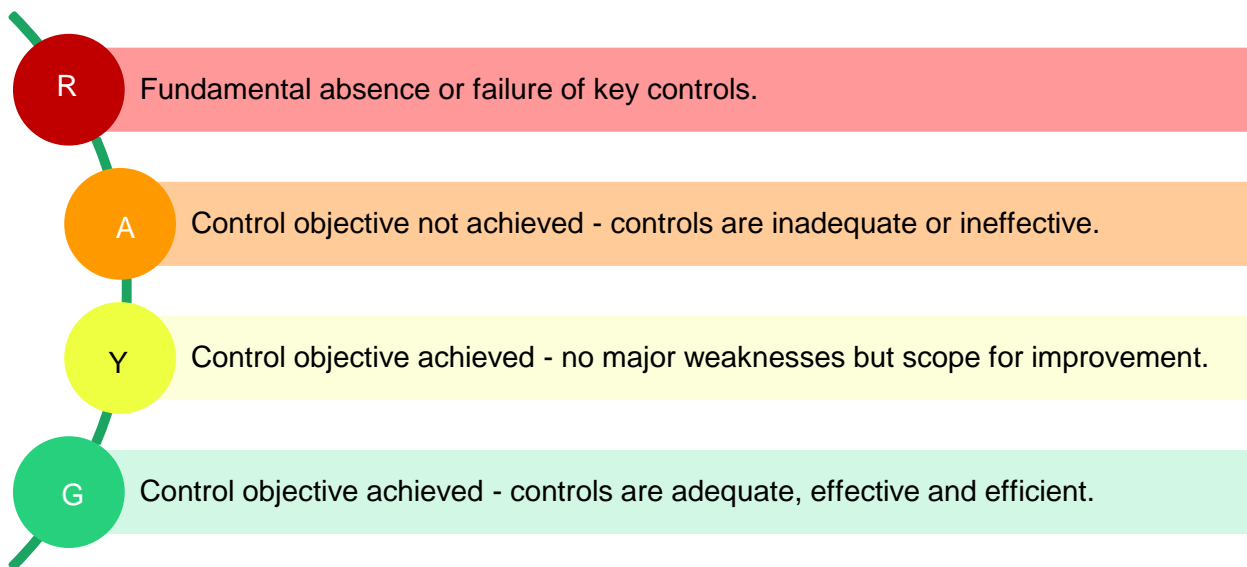 R
Fundamental absence or failure of key controls.
A
Control objective not achieved - controls are inadequate or ineffective.
Y
Control objective achieved - no major weaknesses but scope for improvement.
G
Control objective achieved - controls are adequate, effective and efficient.